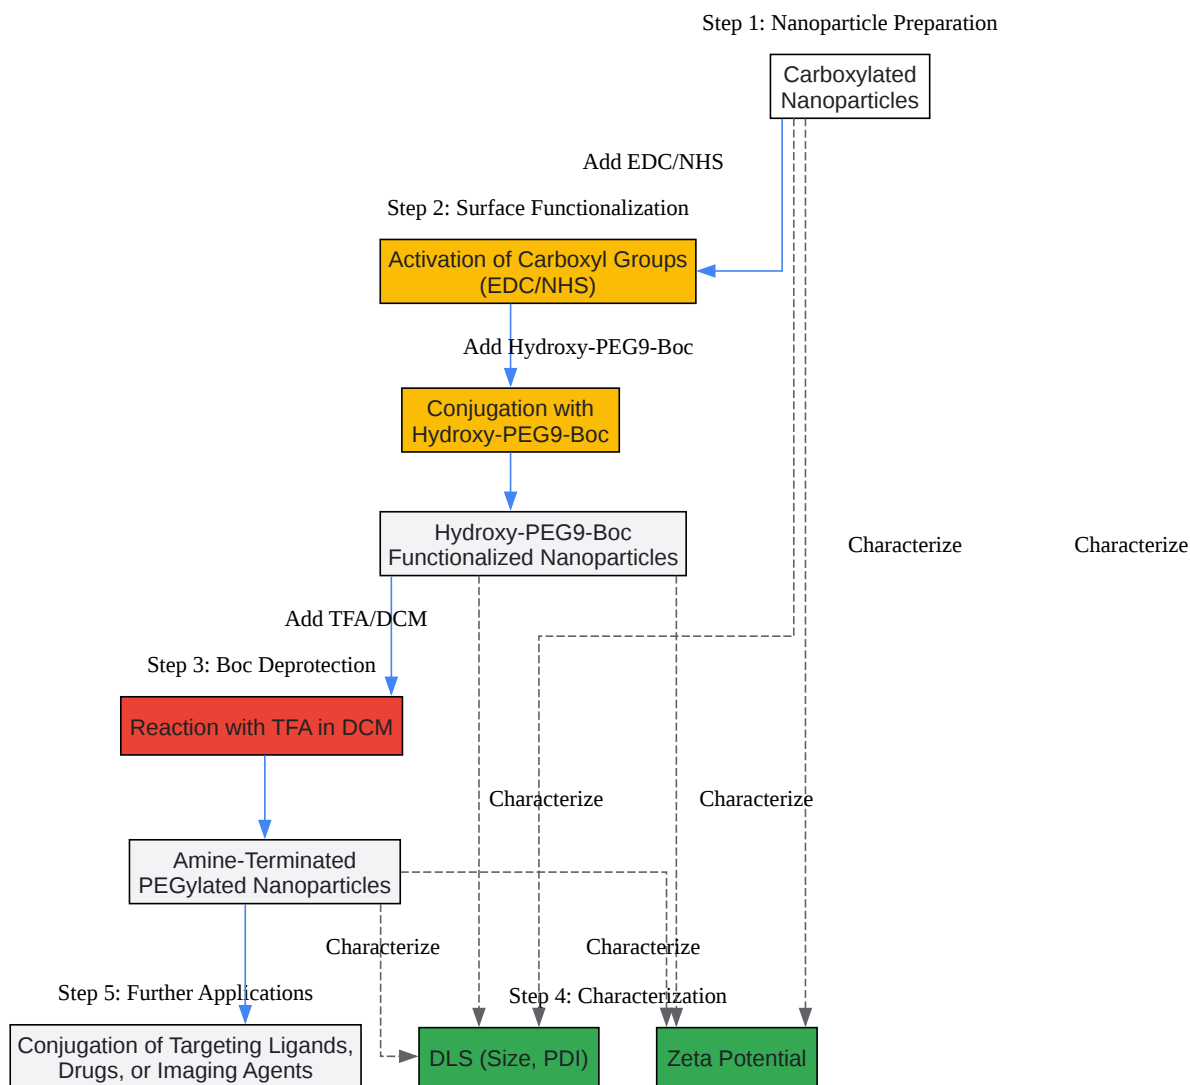 Step 1: Nanoparticle Preparation
Carboxylated
Nanoparticles
Add EDC/NHS
Step 2: Surface Functionalization
Activation of Carboxyl Groups
(EDC/NHS)
Add Hydroxy-PEG9-Boc
Conjugation with
Hydroxy-PEG9-Boc
Hydroxy-PEG9-Boc
Functionalized Nanoparticles
Characterize
Characterize
Add TFA/DCM
Step 3: Boc Deprotection
Reaction with TFA in DCM
Characterize
Characterize
Amine-Terminated
PEGylated Nanoparticles
Characterize
Characterize
Step 5: Further Applications
Step 4: Characterization
Conjugation of Targeting Ligands,
Drugs, or Imaging Agents
DLS (Size, PDI)
Zeta Potential